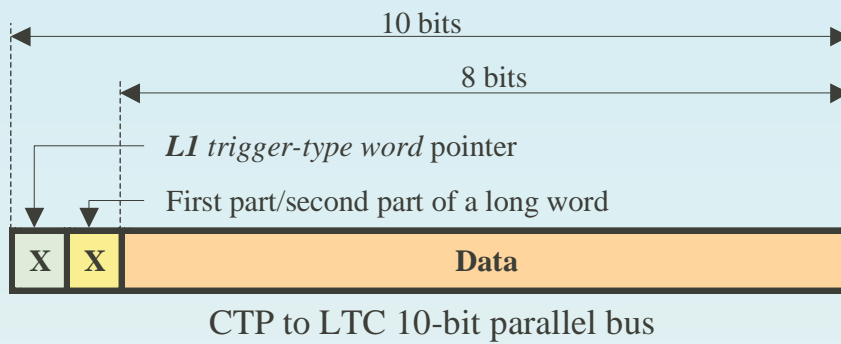 10 bits
8 bits
L1 trigger-type word pointer
First part/second part of a long word
X X Data
CTP to LTC 10-bit parallel bus